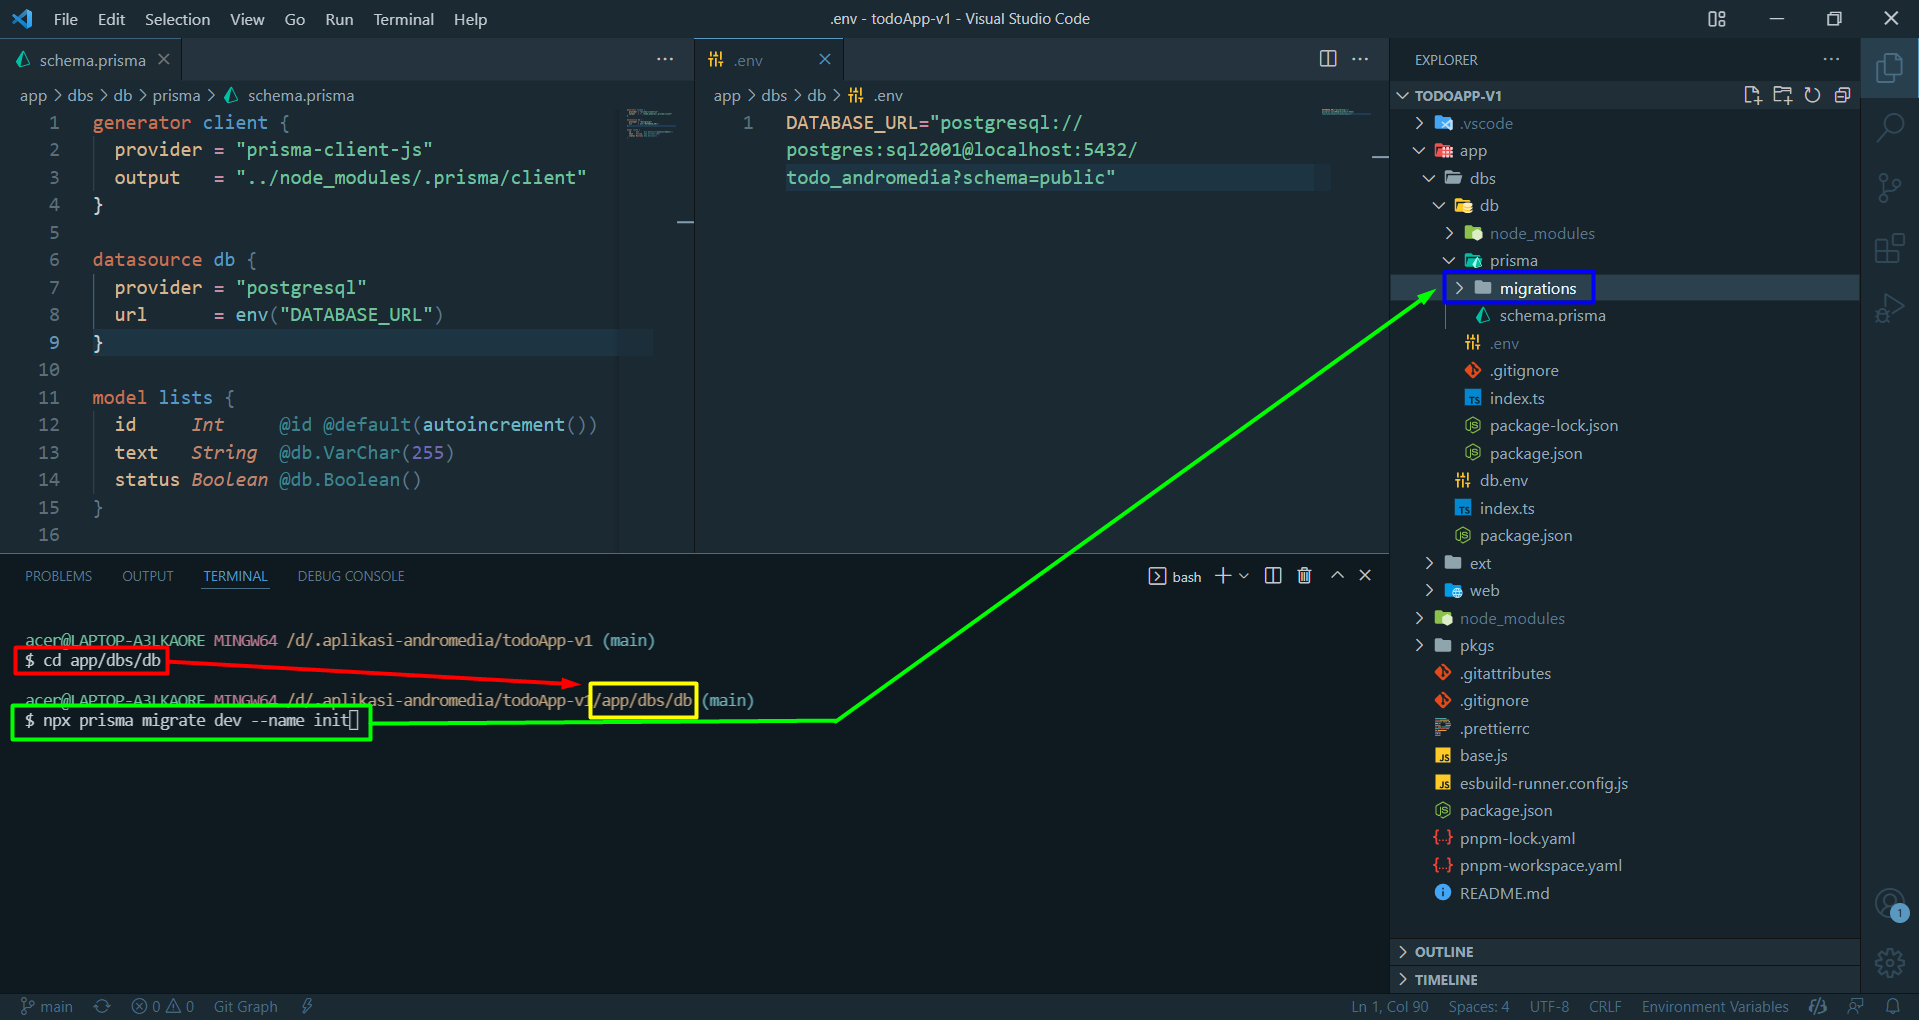 File Edit Selection View Go Run Terminal Help
.env - todoApp-v1 - Visual Studio Code
schema.prisma
app > dbs > db > prisma > schema.prisma
1 generator client {
2 provider = "prisma-client-js"
3 output = "../node_modules/.prisma/client"
4 }
5
6 datasource db {
7 provider = "postgresql"
8 url = env("DATABASE_URL")
9 }
10
11 model lists {
12 id Int @id @default(autoincrement())
13 text String @db.VarChar(255)
14 status Boolean @db.Boolean()
15 }
16
.env
app > dbs > db > .env
1 DATABASE_URL="postgresql://
postgres:sql2001@localhost:5432/
todo_andromedia?schema=public"
PROBLEMS OUTPUT TERMINAL DEBUG CONSOLE
bash
acer@LAPTOP-A3LKAORE MINGW64 /d/.aplikasi-andromedia/todoApp-v1 (main)
$ cd app/dbs/db
acer@LAPTOP-A3LKAORE MINGW64 /d/.aplikasi-andromedia/todoApp-v1/app/dbs/db (main)
$ npx prisma migrate dev --name init
EXPLORER
TODOAPP-V1
.vscode
app
dbs
db
node_modules
prisma
migrations
schema.prisma
.env
.gitignore
TS index.ts
package-lock.json
package.json
db.env
TS index.ts
package.json
ext
web
node_modules
pkgs
.gitattributes
.gitignore
.prettierrc
JS base.js
JS esbuild-runner.config.js
package.json
pnpm-lock.yaml
pnpm-workspace.yaml
README.md
OUTLINE
TIMELINE
1
main 0 0 Git Graph
Ln 1, Col 90 Spaces: 4 UTF-8 CRLF Environment Variables